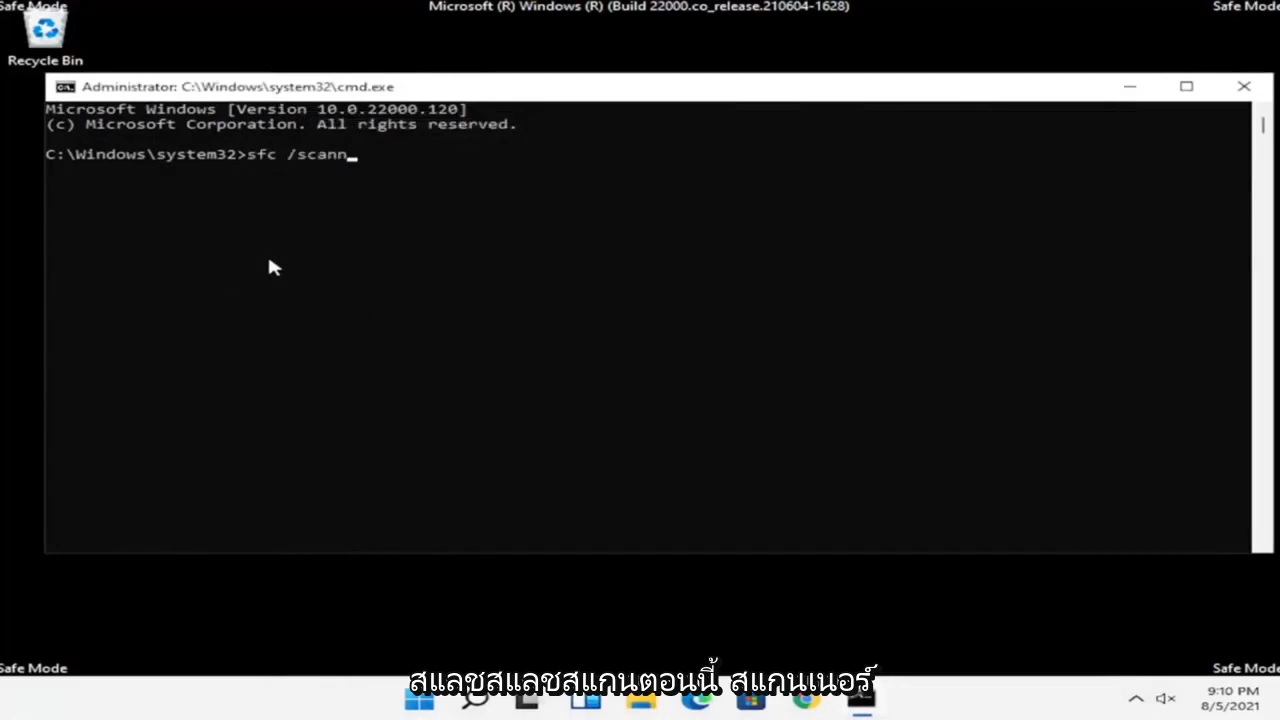 Safe Mode
Microsoft (R) Windows (R) (Build 22000.co_release.210604-1628)
Safe Mode
Recycle Bin
Administrator: C:\Windows\system32\cmd.exe
Microsoft Windows [Version 10.0.22000.120]
(c) Microsoft Corporation. All rights reserved.
C:\Windows\system32>sfc /scann
Safe Mode
Safe Mode
สแลชสแลชสแกนตอนนี้ สแกนเนอร์
9:10 PM
8/5/2021